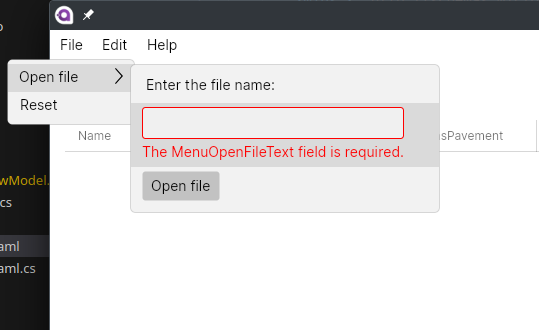 File Edit Help
Open file
Reset
Enter the file name:
The MenuOpenFileText field is required.
Open file
Name
sPavement
wModel.
.cs
aml
aml.cs